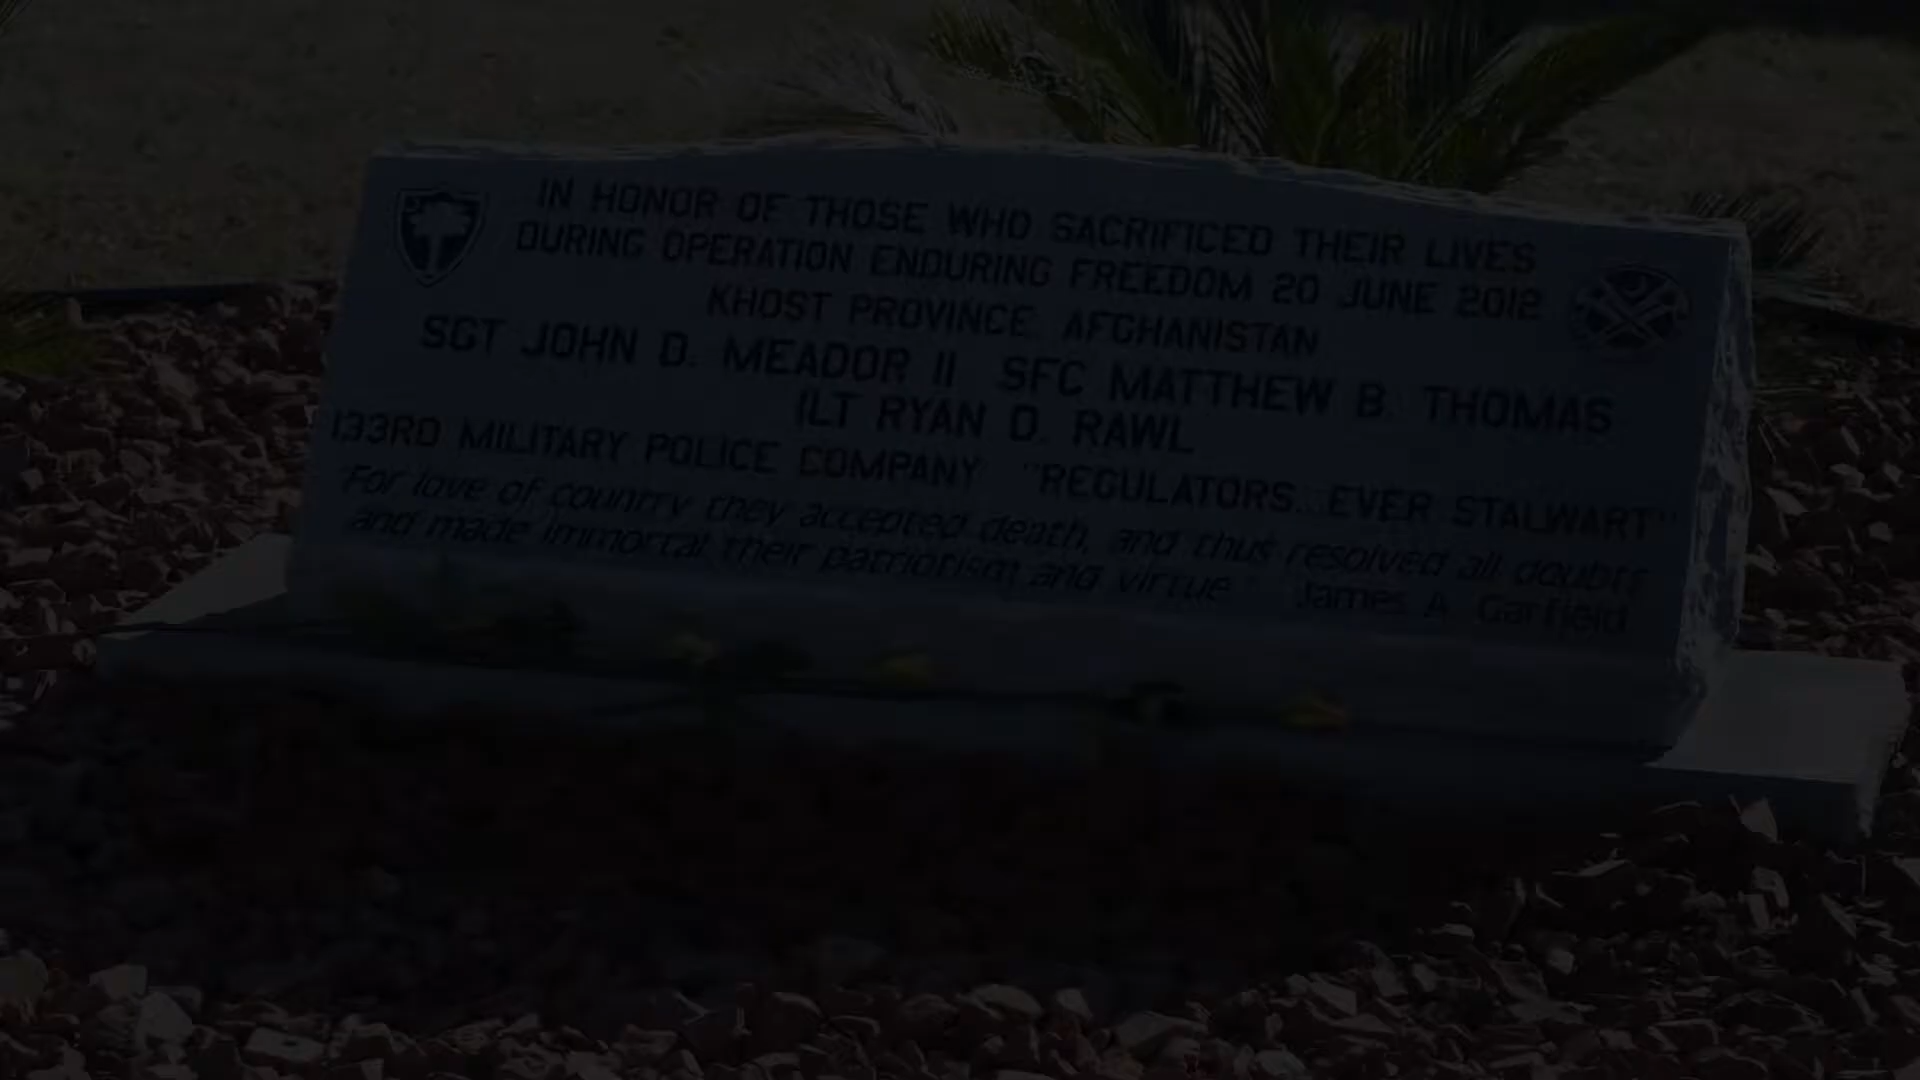 IN HONOR OF THOSE WHO SACRIFICED THEIR LIVES
DURING OPERATION ENDURING FREEDOM 20 JUNE 2012
KHOST PROVINCE, AFGHANISTAN
SGT JOHN D. MEADOR II SFC MATTHEW B. THOMAS
1LT RYAN D. RAWL
133RD MILITARY POLICE COMPANY "REGULATORS...EVER STALWART"
"For love of country they accepted death, and thus resolved all doubts,
and made immortal their patriotism and virtue." James A. Garfield